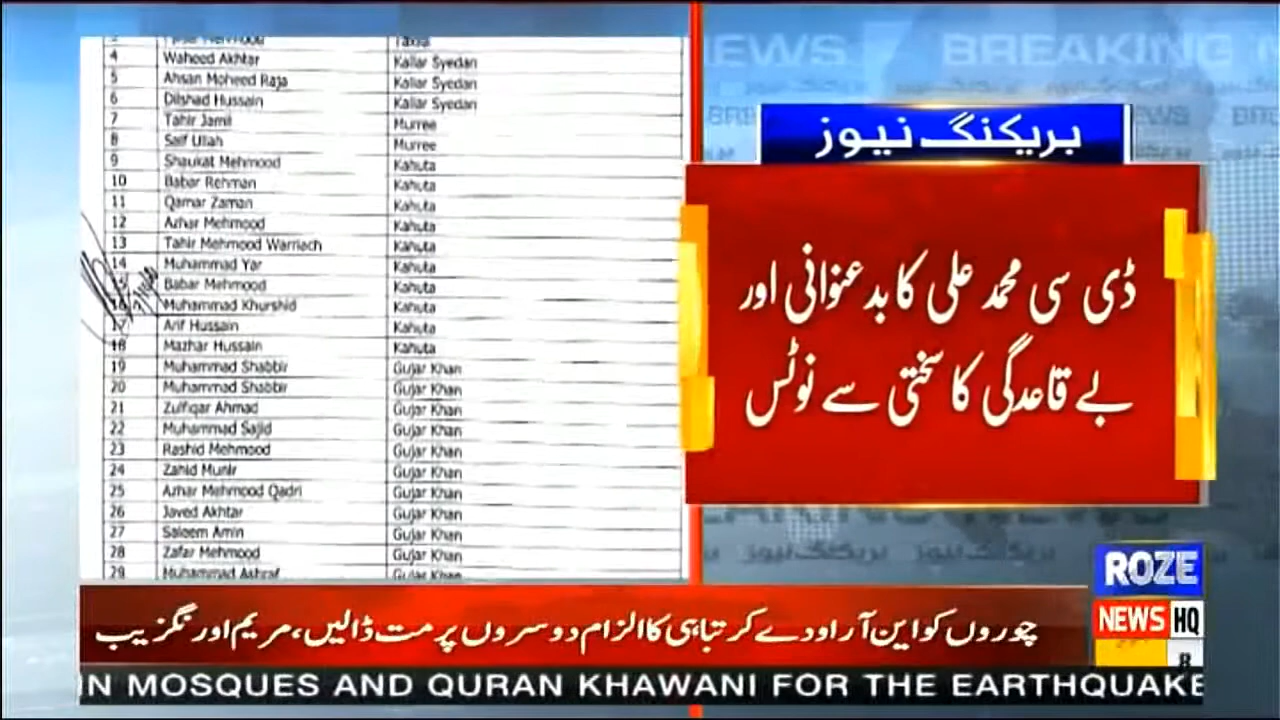 4 Waheed Akhtar Kallar Syedan
5 Ahsan Moheed Raja Kallar Syedan
6 Dilshad Hussain Kallar Syedan
7 Tahir Jamil Murree
8 Saif Ullah Murree
9 Shaukat Mehmood Kahuta
10 Babar Rehman Kahuta
11 Qamar Zaman Kahuta
12 Azhar Mehmood Kahuta
13 Tahir Mehmood Warriach Kahuta
14 Muhammad Yar Kahuta
15 Babar Mehmood Kahuta
16 Muhammad Khurshid Kahuta
17 Arif Hussain Kahuta
18 Mazhar Hussain Kahuta
19 Muhammad Shabbir Gujar Khan
20 Muhammad Shabbir Gujar Khan
21 Zulfiqar Ahmad Gujar Khan
22 Muhammad Sajid Gujar Khan
23 Rashid Mehmood Gujar Khan
24 Zahid Munir Gujar Khan
25 Azhar Mehmood Qadri Gujar Khan
26 Javed Akhtar Gujar Khan
27 Saleem Amin Gujar Khan
28 Zafar Mehmood Gujar Khan
29 Muhammad Ashraf Gujar Khan
NEWS BREAKING
بریکنگ نیوز
ڈی سی محمد علی کا بدعنوانی اور
بے قاعدگی کا سختی سے نوٹس
ROZE
NEWS HQ
چوروں کو این آر او دے کر تباہی کا الزام دوسروں پر مت ڈالیں، مریم اورنگزیب
IN MOSQUES AND QURAN KHAWANI FOR THE EARTHQUAKE